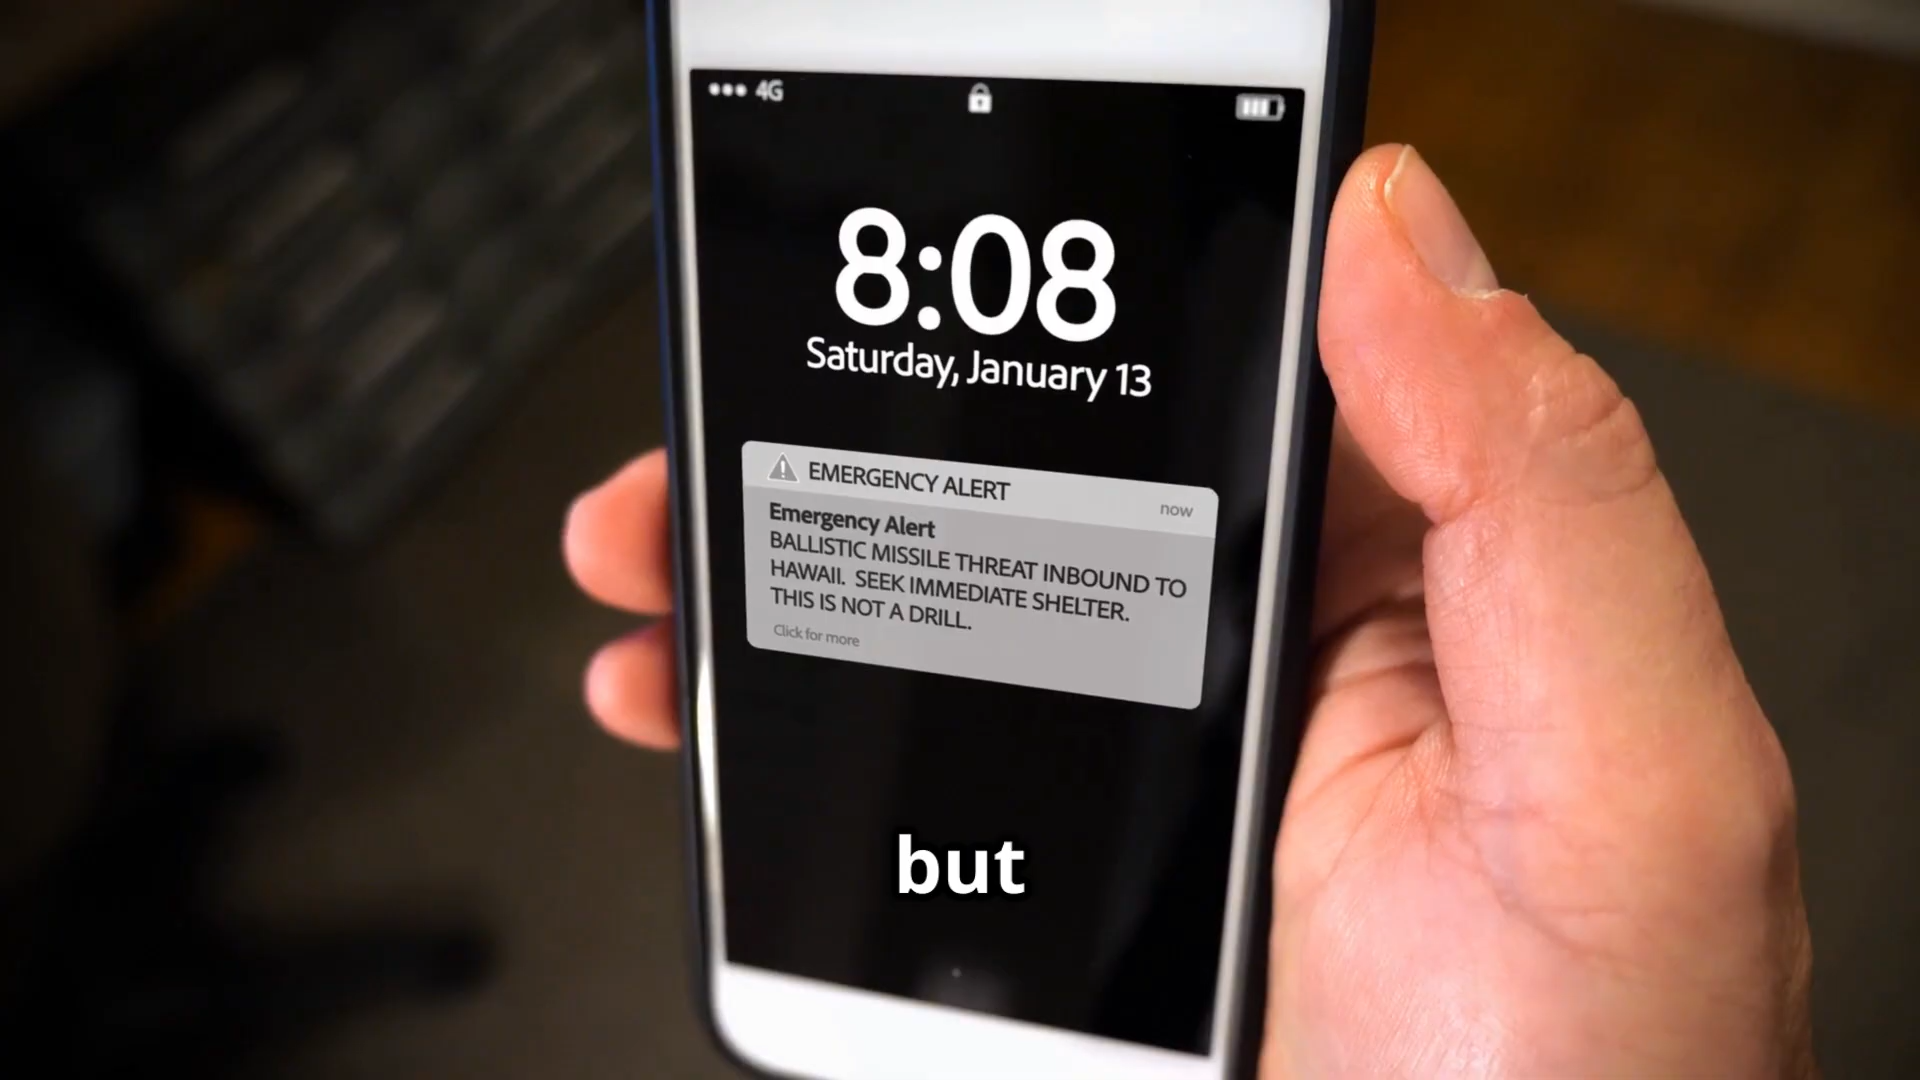 4G
8:08
Saturday, January 13
EMERGENCY ALERT
now
Emergency Alert
BALLISTIC MISSILE THREAT INBOUND TO
HAWAII. SEEK IMMEDIATE SHELTER.
THIS IS NOT A DRILL.
Click for more
but